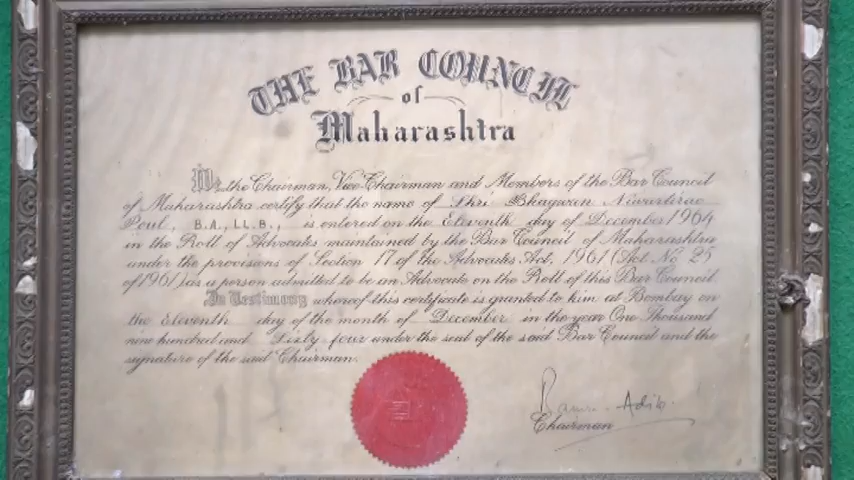 THE BAR COUNCIL
of
Maharashtra
We, the Chairman, Vice-Chairman and Members of the Bar Council
of Maharashtra certify that the name of Shri Bhagwan Nivartirao
Poul, B.A., LL.B., is entered on the Eleventh day of December 1964
in the Roll of Advocates maintained by the Bar Council of Maharashtra
under the provisons of Section 17 of the Advocates Act, 1961 (Act No 25
of 1961) as a person admitted to be an Advocate on the Roll of this Bar Council.
In Testimony whereof this certificate is granted to him at Bombay on
the Eleventh day of the month of December in the year One Thousand
nine hundred and Sixty-four under the seal of the said Bar Council and the
signature of the said Chairman.
Chairman